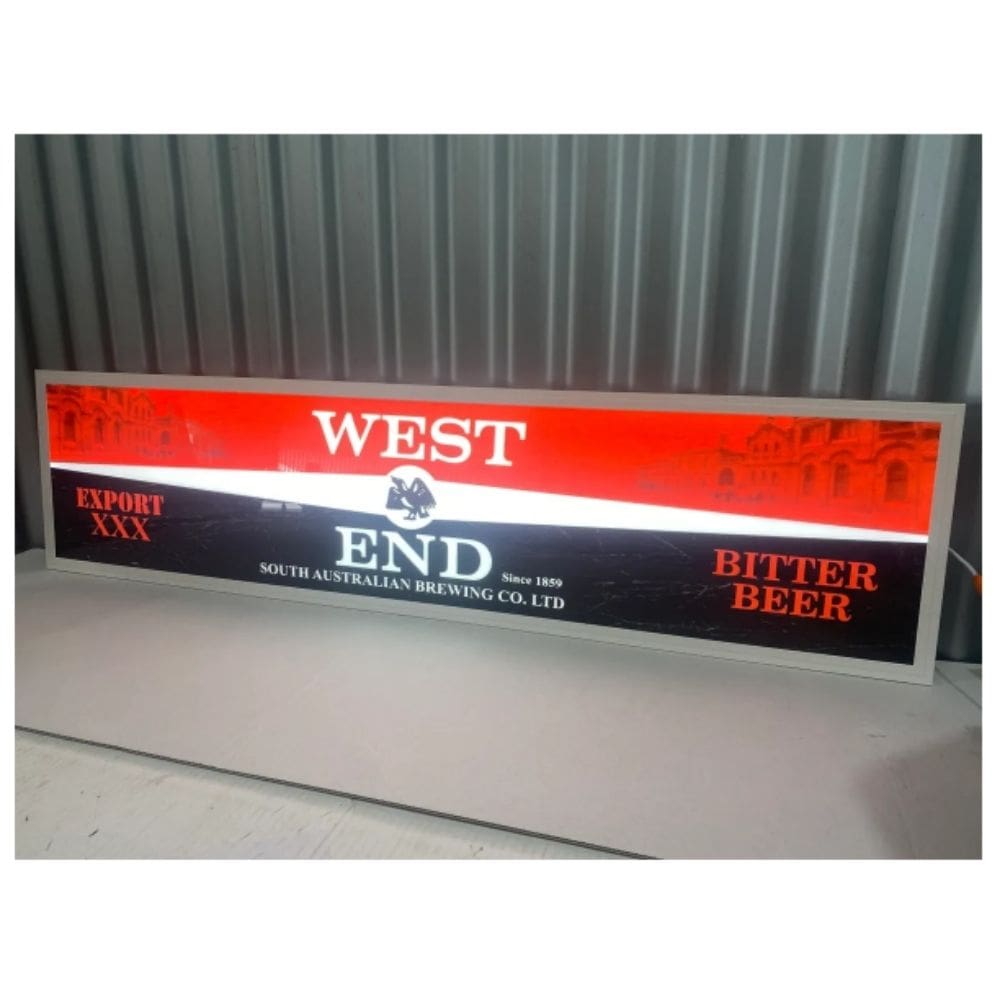 WEST
END
EXPORT
XXX
Since 1859
SOUTH AUSTRALIAN BREWING CO. LTD
BITTER
BEER